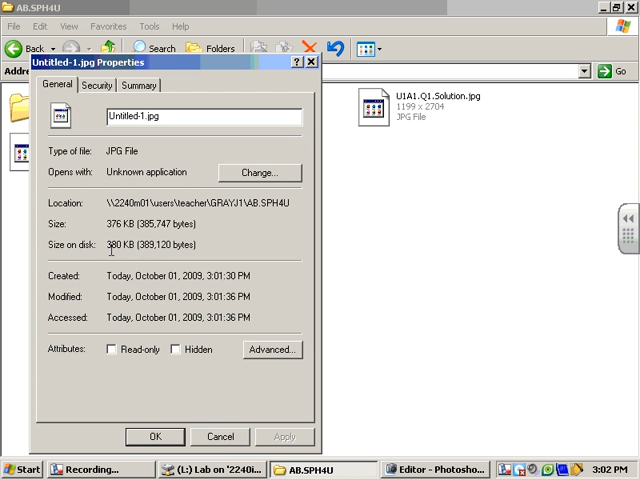 AB.SPH4U
File Edit View Favorites Tools Help
Back Search Folders
Addre Go
Untitled-1.jpg Properties
General Security Summary
Untitled-1.jpg
Type of file: JPG File
Opens with: Unknown application Change...
Location: \\2240m01\users\teacher\GRAYJ1\AB.SPH4U
Size: 376 KB (385,747 bytes)
Size on disk: 380 KB (389,120 bytes)
Created: Today, October 01, 2009, 3:01:30 PM
Modified: Today, October 01, 2009, 3:01:36 PM
Accessed: Today, October 01, 2009, 3:01:36 PM
Attributes: Read-only Hidden Advanced...
OK Cancel Apply
U1A1.Q1.Solution.jpg
1199 x 2704
JPG File
Start Recording... (L:) Lab on '2240i... AB.SPH4U Editor - Photosho... 3:02 PM